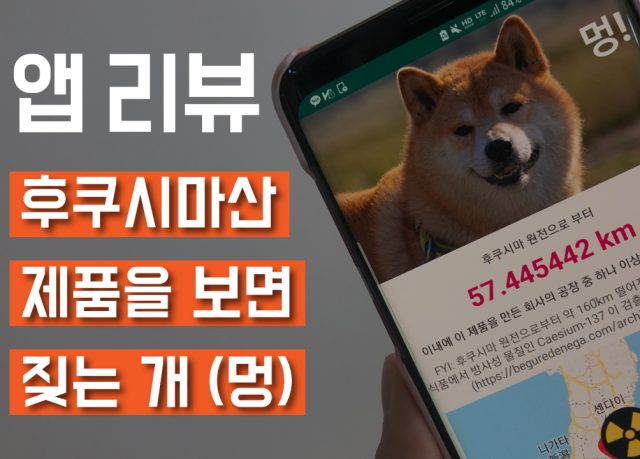 앱 리뷰
후쿠시마산
제품을 보면
짖는 개 (멍)
HD LTE 84%
멍!
후쿠시마 원전으로 부터
57.445442 km
이내에 이 제품을 만든 회사의 공장 중 하나 이상
FYI: 후쿠시마 원전으로부터 약 160km 떨어
식품에서 방사성 물질인 Caesium-137 이 검
(https://beguredenega.com/arch
센다이
니가타